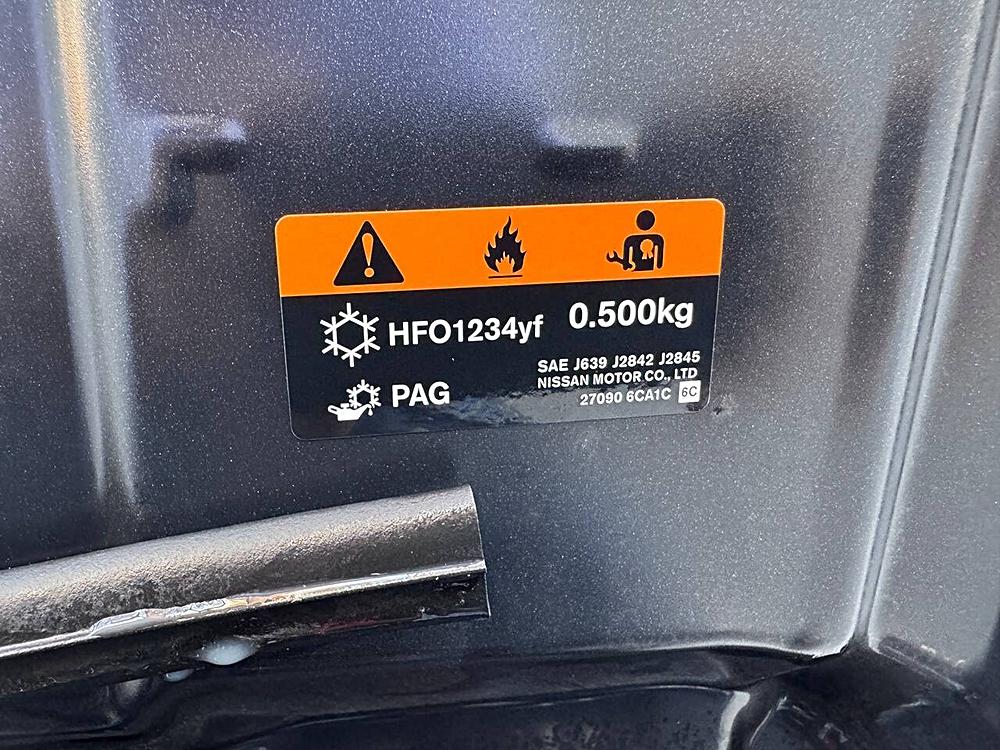 HFO1234yf 0.500kg
SAE J639 J2842 J2845
NISSAN MOTOR CO., LTD
PAG
27090 6CA1C 6C